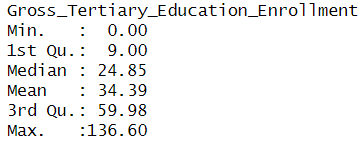 Gross_Tertiary_Education_Enrollment
Min.   :  0.00
1st Qu.:  9.00
Median : 24.85
Mean   : 34.39
3rd Qu.: 59.98
Max.   :136.60